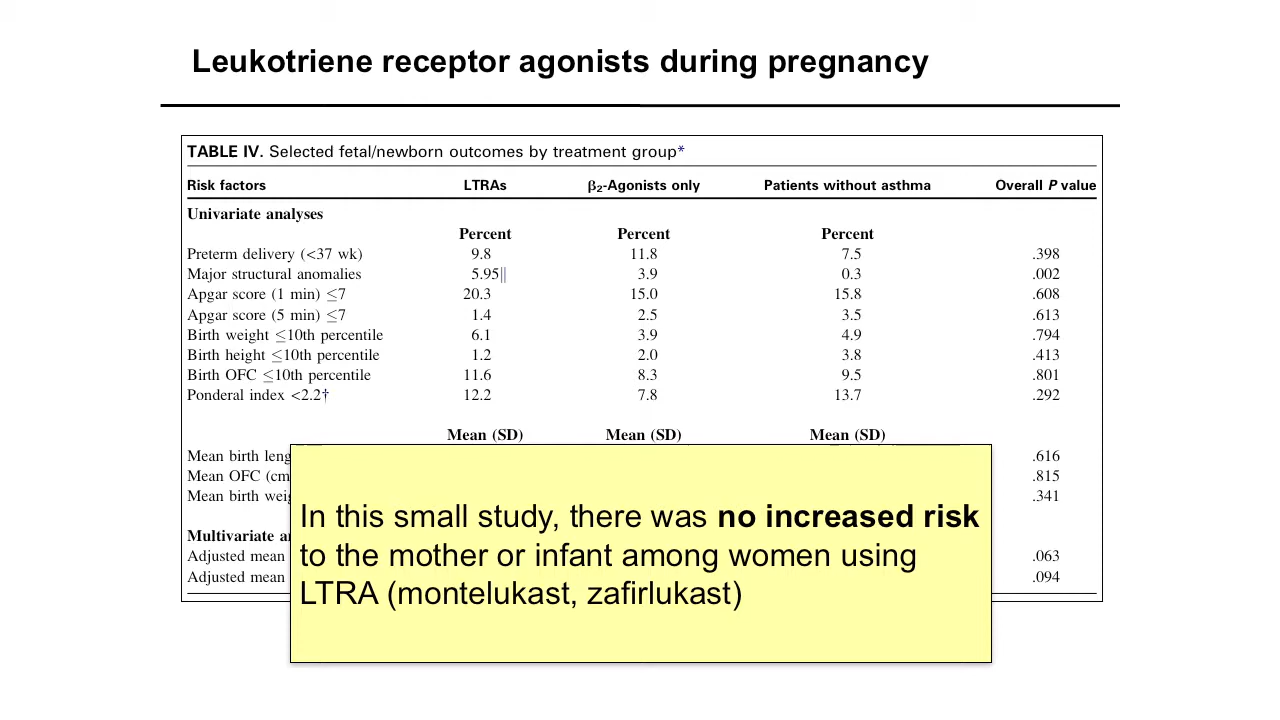 Leukotriene receptor agonists during pregnancy
TABLE IV. Selected fetal/newborn outcomes by treatment group*
Risk factors LTRAs β2-Agonists only Patients without asthma Overall P value
Univariate analyses
Percent Percent Percent
Preterm delivery (<37 wk) 9.8 11.8 7.5 .398
Major structural anomalies 5.95‖ 3.9 0.3 .002
Apgar score (1 min) ≤7 20.3 15.0 15.8 .608
Apgar score (5 min) ≤7 1.4 2.5 3.5 .613
Birth weight ≤10th percentile 6.1 3.9 4.9 .794
Birth height ≤10th percentile 1.2 2.0 3.8 .413
Birth OFC ≤10th percentile 11.6 8.3 9.5 .801
Ponderal index <2.2† 12.2 7.8 13.7 .292
Mean (SD) Mean (SD) Mean (SD)
Mean birth leng .616
Mean OFC (cm .815
Mean birth weig .341
Multivariate an
Adjusted mean .063
Adjusted mean .094
In this small study, there was no increased risk
to the mother or infant among women using
LTRA (montelukast, zafirlukast)